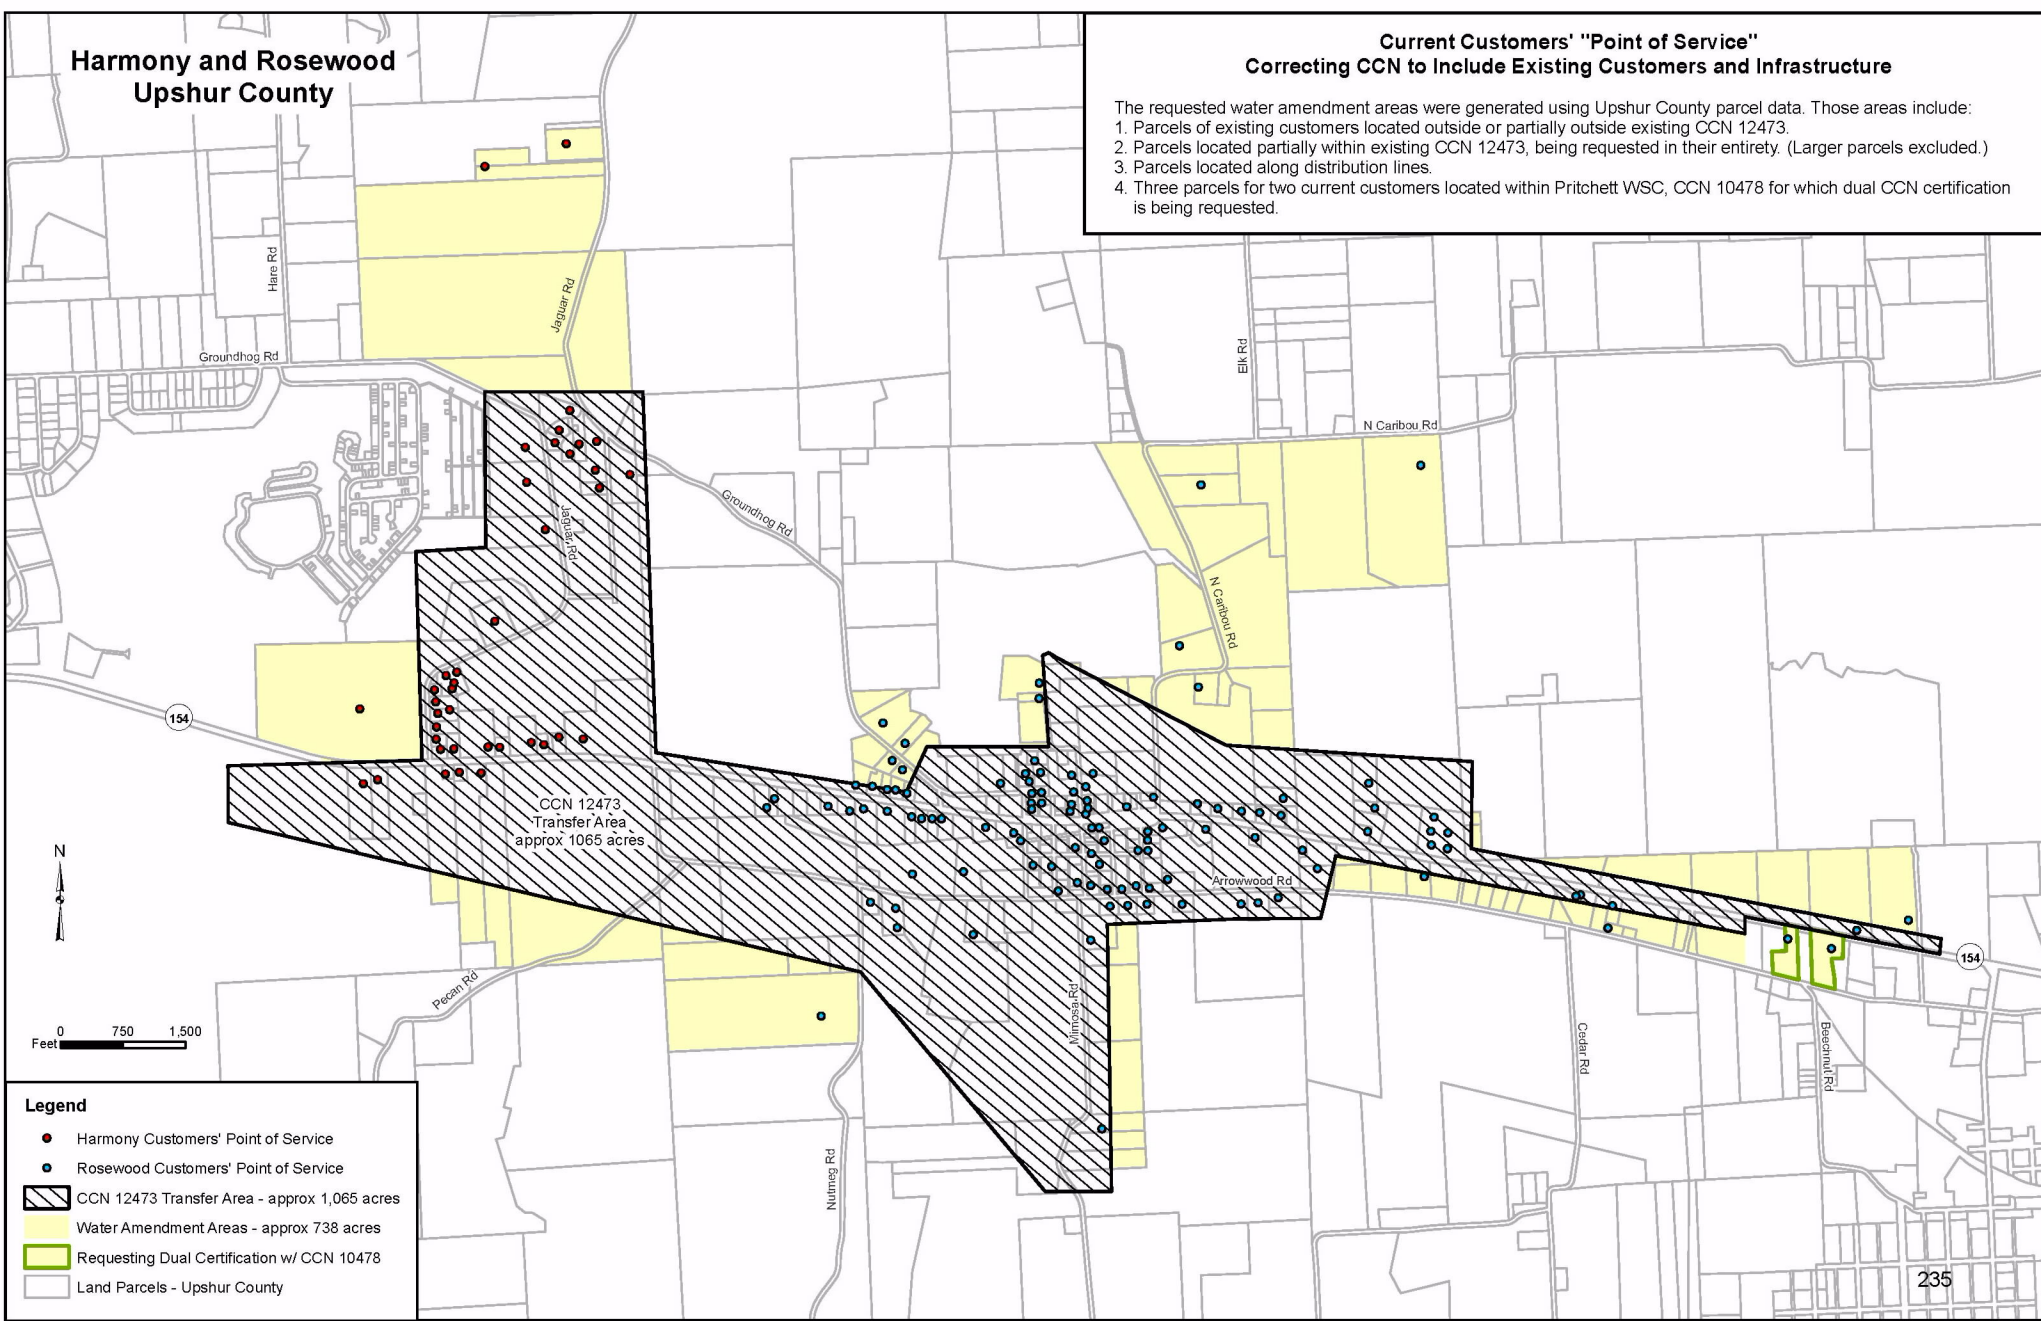 Harmony and Rosewood
Upshur County
Current Customers' "Point of Service"
Correcting CCN to Include Existing Customers and Infrastructure
The requested water amendment areas were generated using Upshur County parcel data. Those areas include:
1. Parcels of existing customers located outside or partially outside existing CCN 12473.
2. Parcels located partially within existing CCN 12473, being requested in their entirety. (Larger parcels excluded.)
3. Parcels located along distribution lines.
4. Three parcels for two current customers located within Pritchett WSC, CCN 10478 for which dual CCN certification
is being requested.
Hare Rd
Jaguar Rd
Groundhog Rd
Elk Rd
N Caribou Rd
Groundhog Rd
Jaguar Rd
N Caribou Rd
154
CCN 12473
Transfer Area
approx 1065 acres
Arrowwood Rd
154
Pecan Rd
Mimosa Rd
Cedar Rd
Beechnut Rd
Nutmeg Rd
N
0 750 1,500
Feet
Legend
Harmony Customers' Point of Service
Rosewood Customers' Point of Service
CCN 12473 Transfer Area - approx 1,065 acres
Water Amendment Areas - approx 738 acres
Requesting Dual Certification w/ CCN 10478
Land Parcels - Upshur County
235